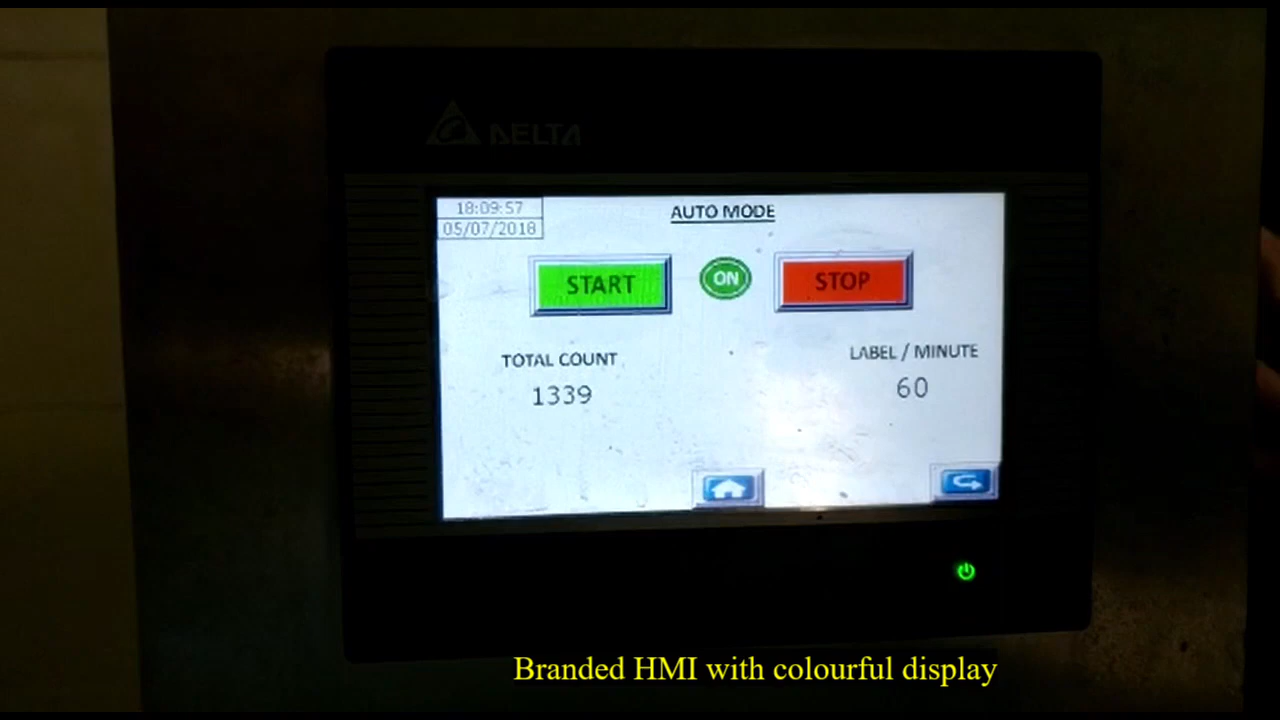 DELTA
18:09:57
05/07/2018
AUTO MODE
START
ON
STOP
TOTAL COUNT
1339
LABEL / MINUTE
60
Branded HMI with colourful display